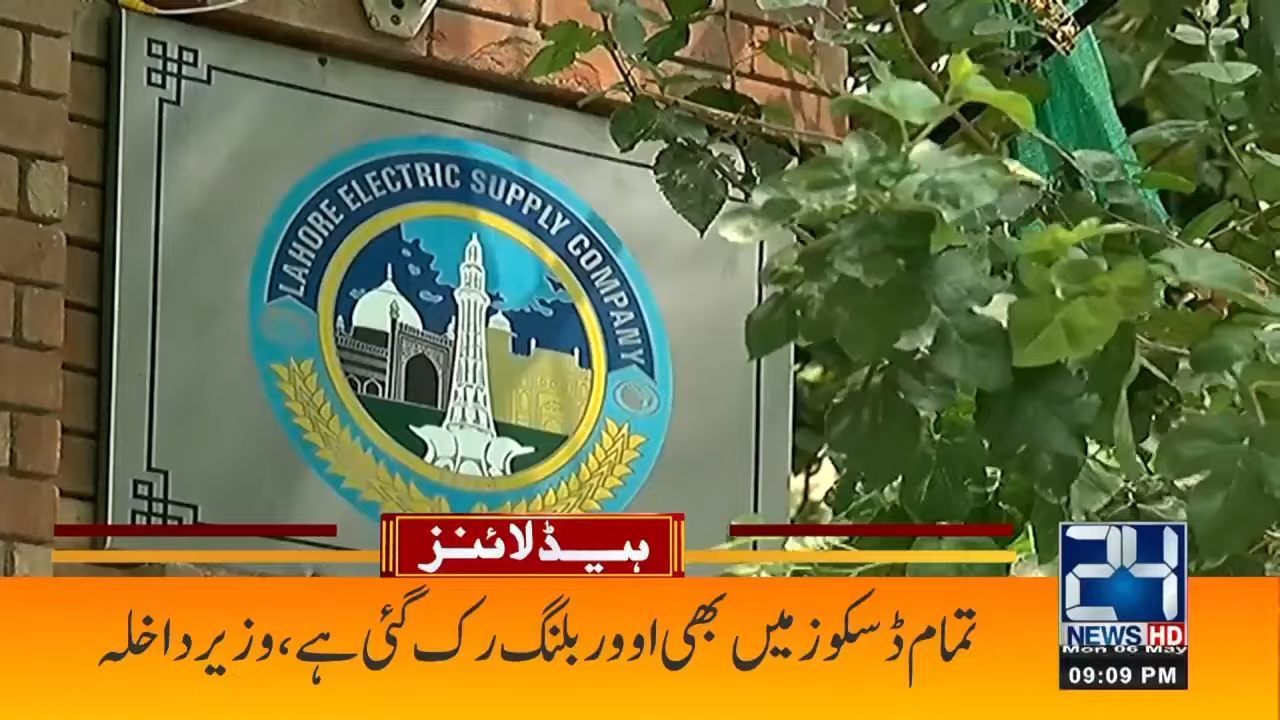 LAHORE ELECTRIC SUPPLY COMPANY
ہیڈلائنز
تمام ڈسکوز میں بھی اوور بلنگ رک گئی ہے، وزیر داخلہ
24
NEWS HD
Mon 06 May
09:09 PM